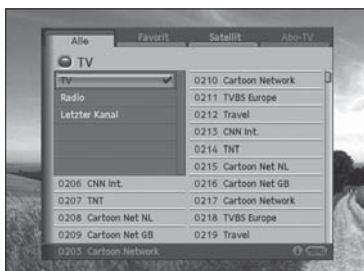 Alle Favorit Satellit Abo-TV
TV
TV
Radio
Letzter Kanal
0206 CNN Int.
0207 TNT
0208 Cartoon Net NL
0209 Cartoon Net GB
0210 Cartoon Network
0211 TVBS Europe
0212 Travel
0213 CNN Int.
0214 TNT
0215 Cartoon Net NL
0216 Cartoon Net GB
0217 Cartoon Network
0218 TVBS Europe
0219 Travel
0203 Cartoon Network